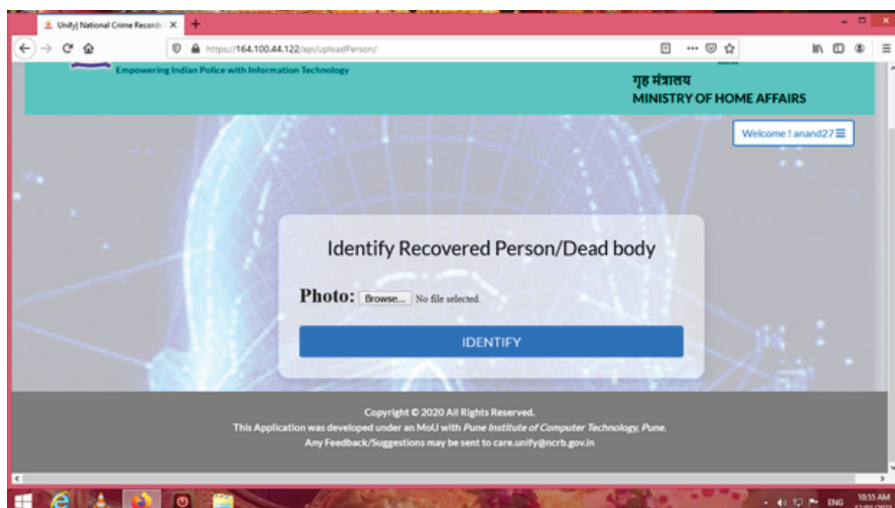 Unify| National Crime Records
https://164.100.44.122/api/uploadPerson/
Empowering Indian Police with Information Technology
गृह मंत्रालय
MINISTRY OF HOME AFFAIRS
Welcome ! anand27
Identify Recovered Person/Dead body
Photo: Browse... No file selected.
IDENTIFY
Copyright © 2020 All Rights Reserved.
This Application was developed under an MoU with Pune Institute of Computer Technology, Pune.
Any Feedback/Suggestions may be sent to care.unify@ncrb.gov.in
ENG 10:55 AM